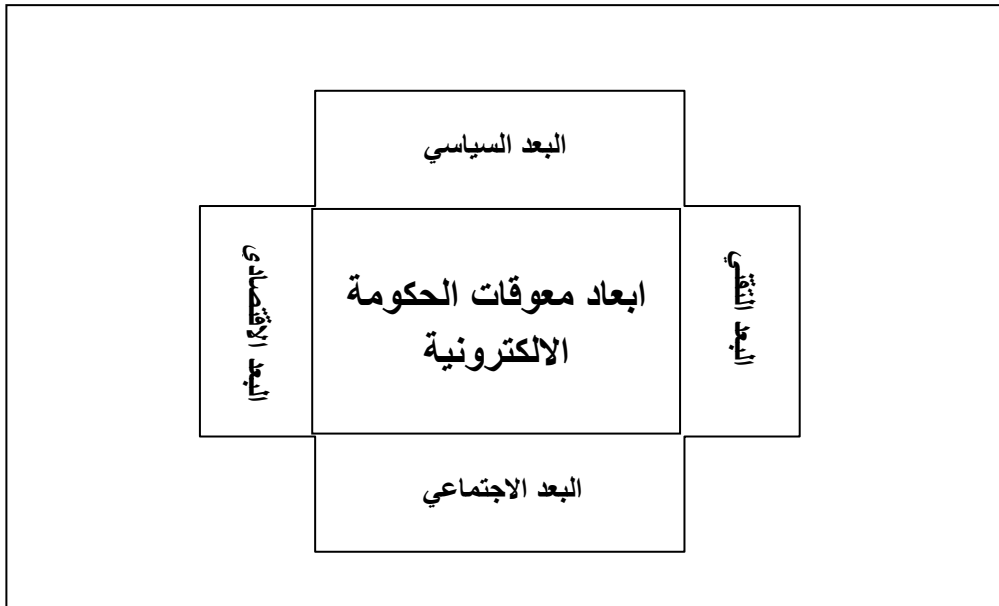 البعد السياسي
البعد التقني
ابعاد معوقات الحكومة
الالكترونية
البعد الاقتصادي
البعد الاجتماعي